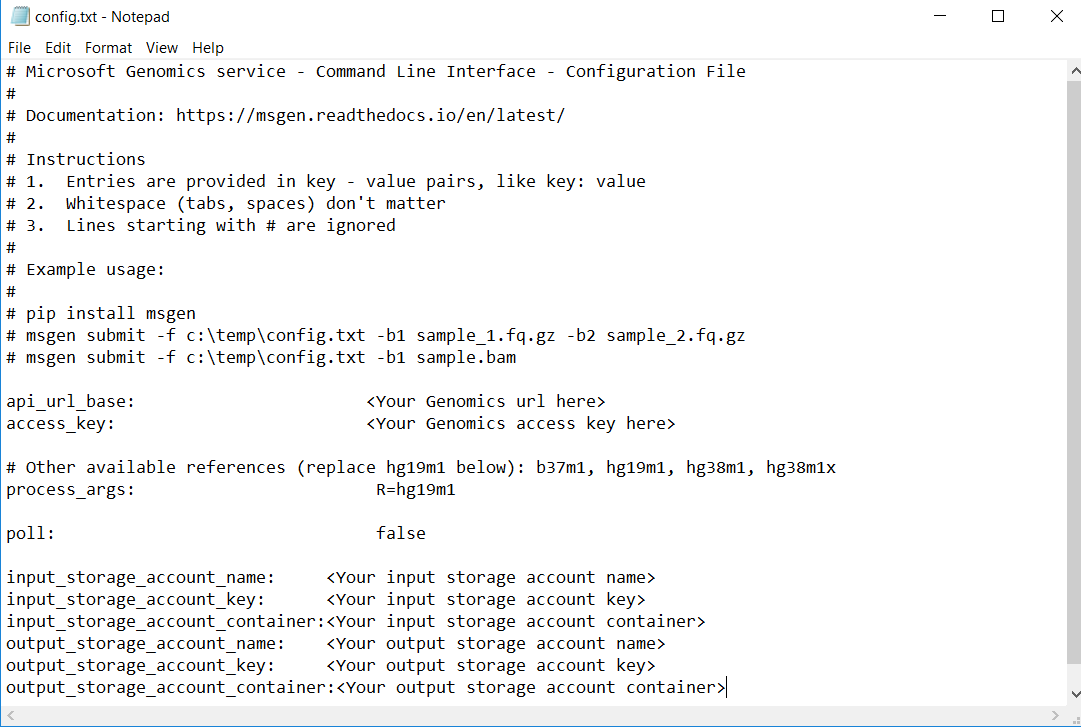 config.txt - Notepad
File Edit Format View Help
# Microsoft Genomics service - Command Line Interface - Configuration File
#
# Documentation: https://msgen.readthedocs.io/en/latest/
#
# Instructions
# 1.  Entries are provided in key - value pairs, like key: value
# 2.  Whitespace (tabs, spaces) don't matter
# 3.  Lines starting with # are ignored
#
# Example usage:
#
# pip install msgen
# msgen submit -f c:\temp\config.txt -b1 sample_1.fq.gz -b2 sample_2.fq.gz
# msgen submit -f c:\temp\config.txt -b1 sample.bam
api_url_base:                       <Your Genomics url here>
access_key:                         <Your Genomics access key here>
# Other available references (replace hg19m1 below): b37m1, hg19m1, hg38m1, hg38m1x
process_args:                        R=hg19m1
poll:                                false
input_storage_account_name:     <Your input storage account name>
input_storage_account_key:      <Your input storage account key>
input_storage_account_container:<Your input storage account container>
output_storage_account_name:    <Your output storage account name>
output_storage_account_key:     <Your output storage account key>
output_storage_account_container:<Your output storage account container>